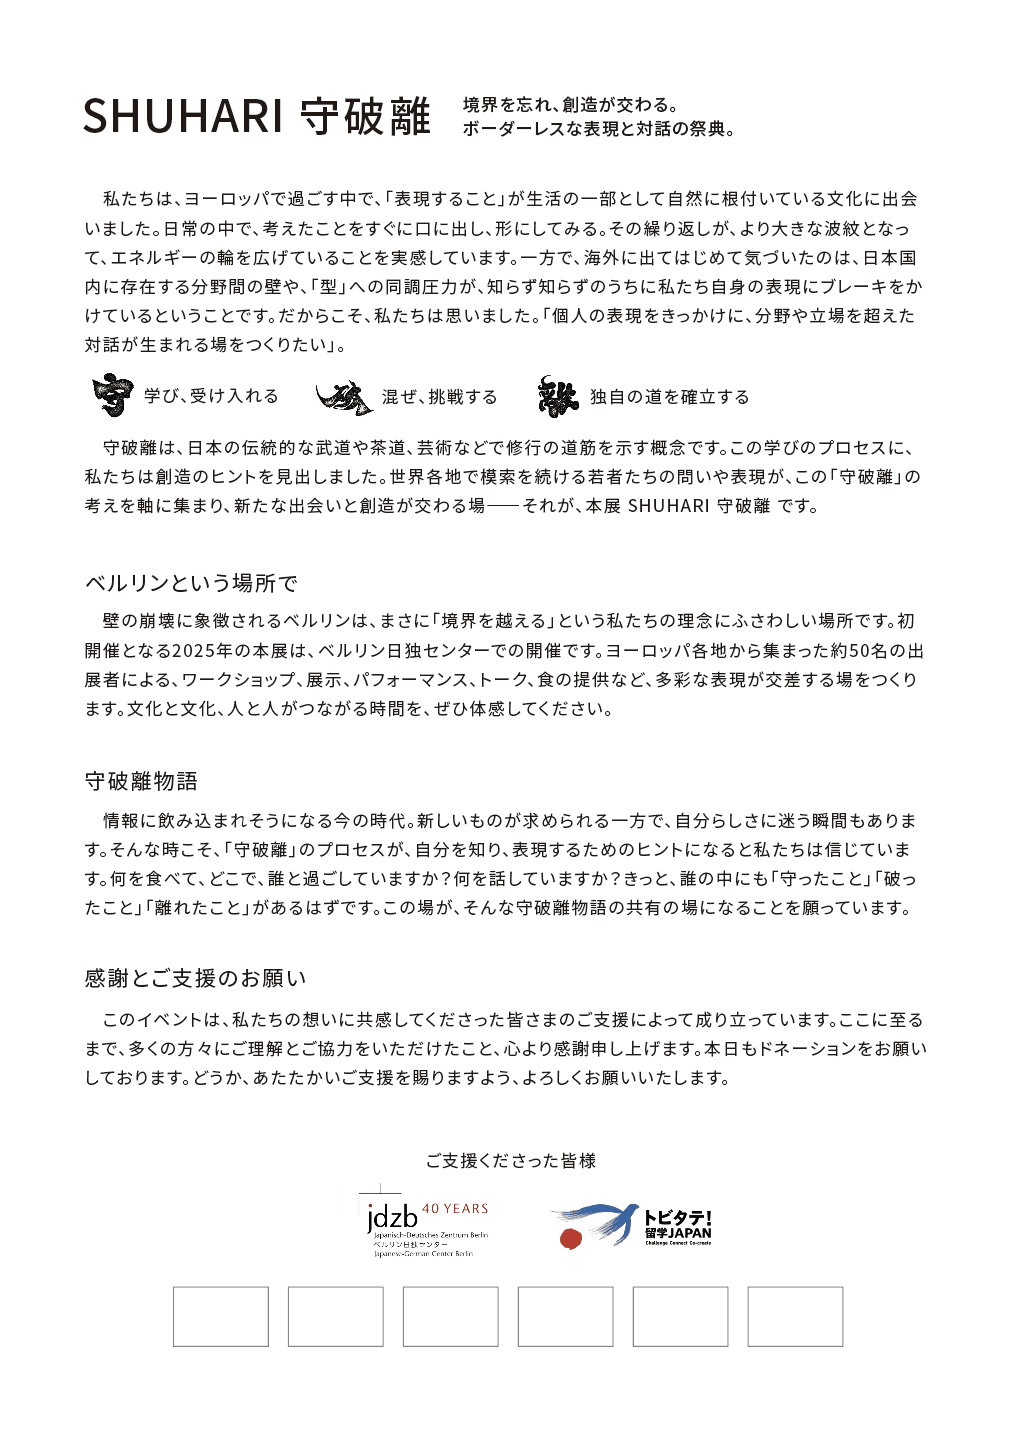 SHUHARI 守破離
境界を忘れ、創造が交わる。
ボーダーレスな表現と対話の祭典。
私たちは、ヨーロッパで過ごす中で、「表現すること」が生活の一部として自然に根付いている文化に出会
いました。日常の中で、考えたことをすぐに口に出し、形にしてみる。その繰り返しが、より大きな波紋となっ
て、エネルギーの輪を広げていることを実感しています。一方で、海外に出てはじめて気づいたのは、日本国
内に存在する分野間の壁や、「型」への同調圧力が、知らず知らずのうちに私たち自身の表現にブレーキをか
けているということです。だからこそ、私たちは思いました。「個人の表現をきっかけに、分野や立場を超えた
対話が生まれる場をつくりたい」。
守 学び、受け入れる 破 混ぜ、挑戦する 離 独自の道を確立する
守破離は、日本の伝統的な武道や茶道、芸術などで修行の道筋を示す概念です。この学びのプロセスに、
私たちは創造のヒントを見出しました。世界各地で模索を続ける若者たちの問いや表現が、この「守破離」の
考えを軸に集まり、新たな出会いと創造が交わる場──それが、本展 SHUHARI 守破離 です。
ベルリンという場所で
壁の崩壊に象徴されるベルリンは、まさに「境界を越える」という私たちの理念にふさわしい場所です。初
開催となる2025年の本展は、ベルリン日独センターでの開催です。ヨーロッパ各地から集まった約50名の出
展者による、ワークショップ、展示、パフォーマンス、トーク、食の提供など、多彩な表現が交差する場をつくり
ます。文化と文化、人と人がつながる時間を、ぜひ体感してください。
守破離物語
情報に飲み込まれそうになる今の時代。新しいものが求められる一方で、自分らしさに迷う瞬間もありま
す。そんな時こそ、「守破離」のプロセスが、自分を知り、表現するためのヒントになると私たちは信じていま
す。何を食べて、どこで、誰と過ごしていますか？何を話していますか？きっと、誰の中にも「守ったこと」「破っ
たこと」「離れたこと」があるはずです。この場が、そんな守破離物語の共有の場になることを願っています。
感謝とご支援のお願い
このイベントは、私たちの想いに共感してくださった皆さまのご支援によって成り立っています。ここに至る
まで、多くの方々にご理解とご協力をいただけたこと、心より感謝申し上げます。本日もドネーションをお願い
しております。どうか、あたたかいご支援を賜りますよう、よろしくお願いいたします。
ご支援くださった皆様
jdzb 40 YEARS
Japanisch-Deutsches Zentrum Berlin
ベルリン日独センター
Japanese-German Center Berlin
トビタテ!
留学JAPAN
Challenge Connect Co-create